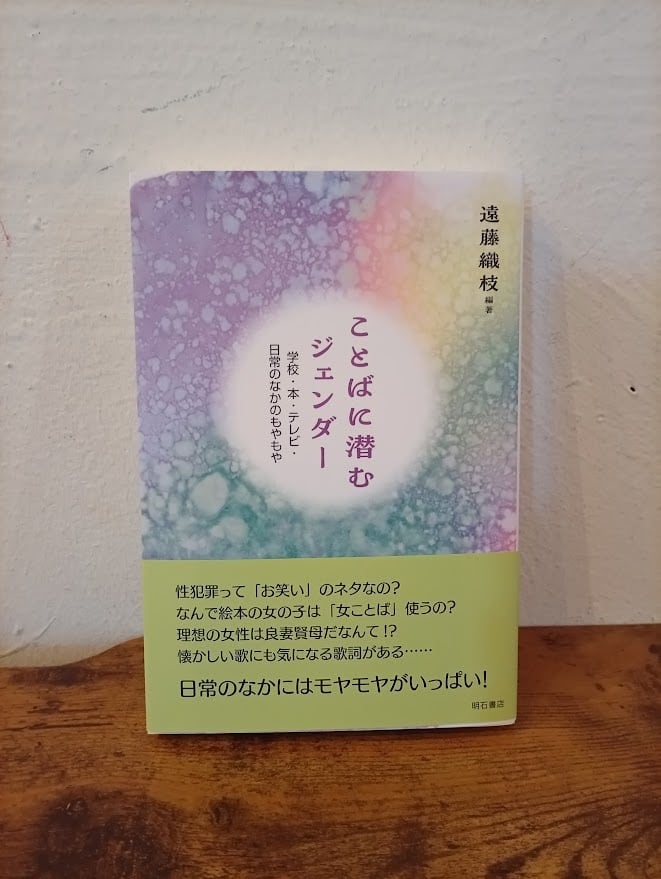 遠藤織枝 編著
ことばに潜む
ジェンダー
学校・本・テレビ・
日常のなかのもやもや
性犯罪って「お笑い」のネタなの?
なんで絵本の女の子は「女ことば」使うの?
理想の女性は良妻賢母だなんて!?
懐かしい歌にも気になる歌詞がある……
日常のなかにはモヤモヤがいっぱい!
明石書店